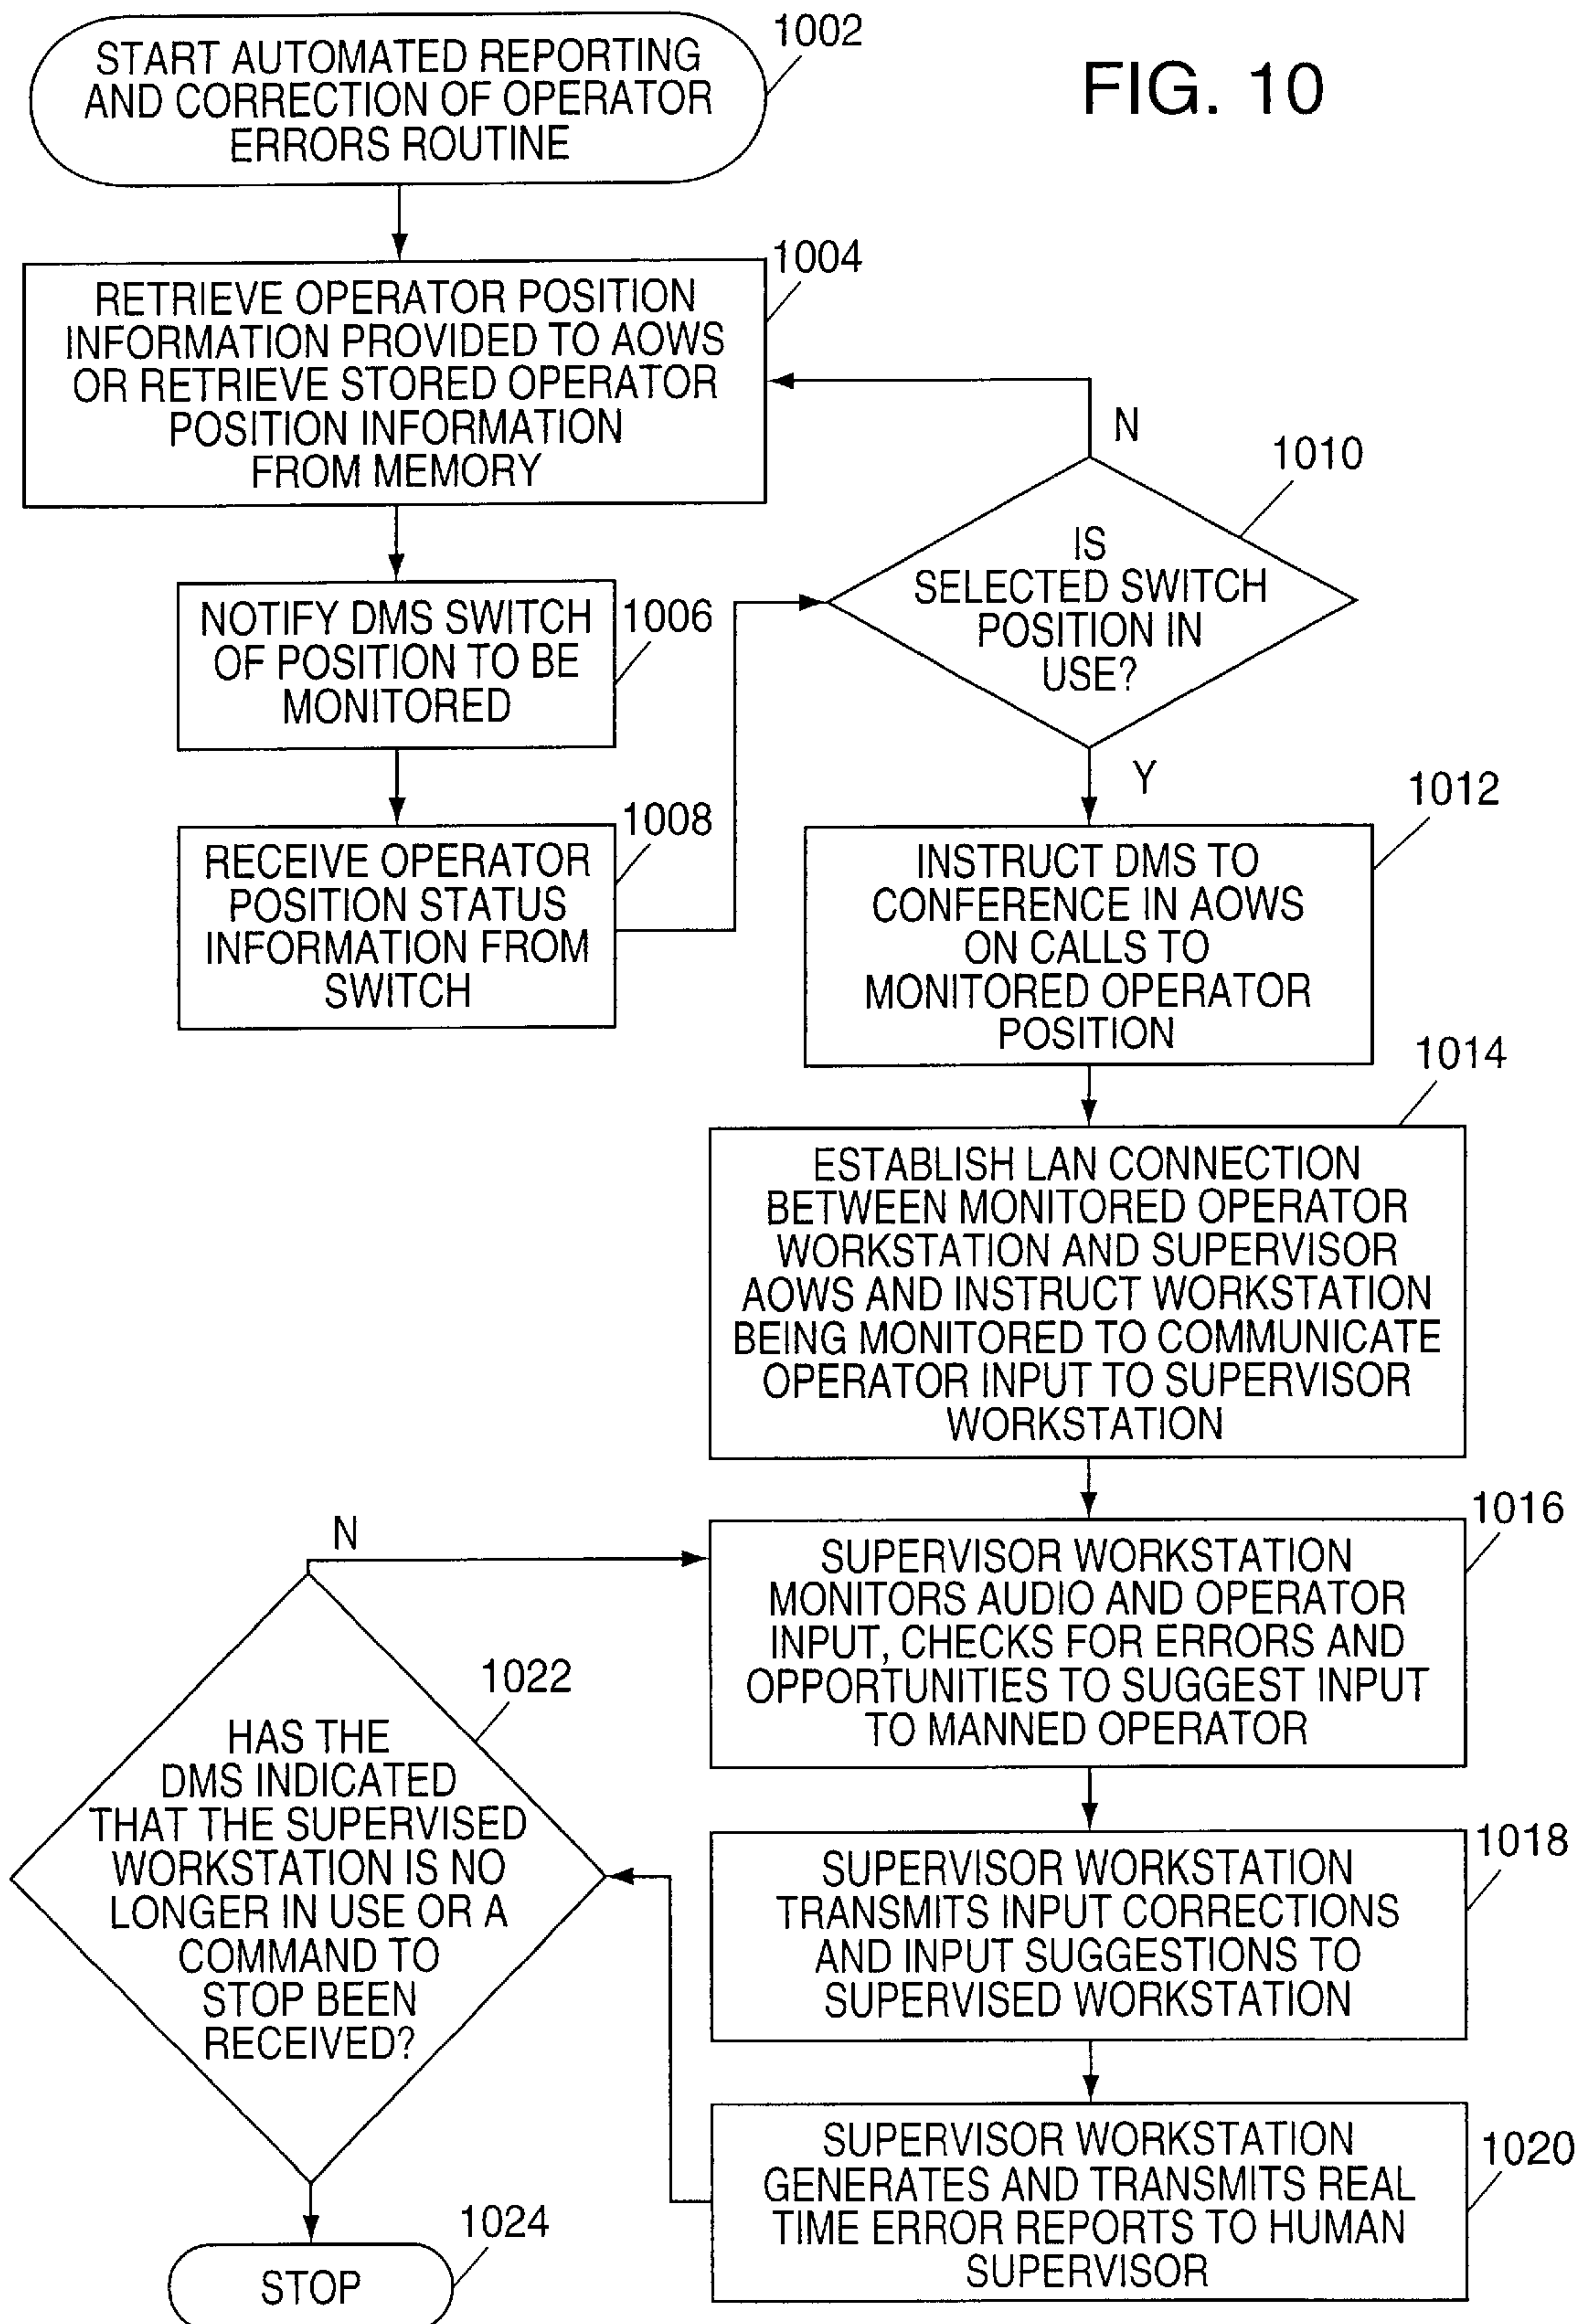 1002
START AUTOMATED REPORTING
AND CORRECTION OF OPERATOR
ERRORS ROUTINE
FIG. 10
1004
RETRIEVE OPERATOR POSITION
INFORMATION PROVIDED TO AOWS
OR RETRIEVE STORED OPERATOR
POSITION INFORMATION
FROM MEMORY
1006
NOTIFY DMS SWITCH
OF POSITION TO BE
MONITORED
1008
RECEIVE OPERATOR
POSITION STATUS
INFORMATION FROM
SWITCH
N
1010
IS
SELECTED SWITCH
POSITION IN
USE?
Y
1012
INSTRUCT DMS TO
CONFERENCE IN AOWS
ON CALLS TO
MONITORED OPERATOR
POSITION
1014
ESTABLISH LAN CONNECTION
BETWEEN MONITORED OPERATOR
WORKSTATION AND SUPERVISOR
AOWS AND INSTRUCT WORKSTATION
BEING MONITORED TO COMMUNICATE
OPERATOR INPUT TO SUPERVISOR
WORKSTATION
1016
SUPERVISOR WORKSTATION
MONITORS AUDIO AND OPERATOR
INPUT, CHECKS FOR ERRORS AND
OPPORTUNITIES TO SUGGEST INPUT
TO MANNED OPERATOR
1018
SUPERVISOR WORKSTATION
TRANSMITS INPUT CORRECTIONS
AND INPUT SUGGESTIONS TO
SUPERVISED WORKSTATION
1020
SUPERVISOR WORKSTATION
GENERATES AND TRANSMITS REAL
TIME ERROR REPORTS TO HUMAN
SUPERVISOR
N
1022
HAS THE
DMS INDICATED
THAT THE SUPERVISED
WORKSTATION IS NO
LONGER IN USE OR A
COMMAND TO
STOP BEEN
RECEIVED?
1024
STOP